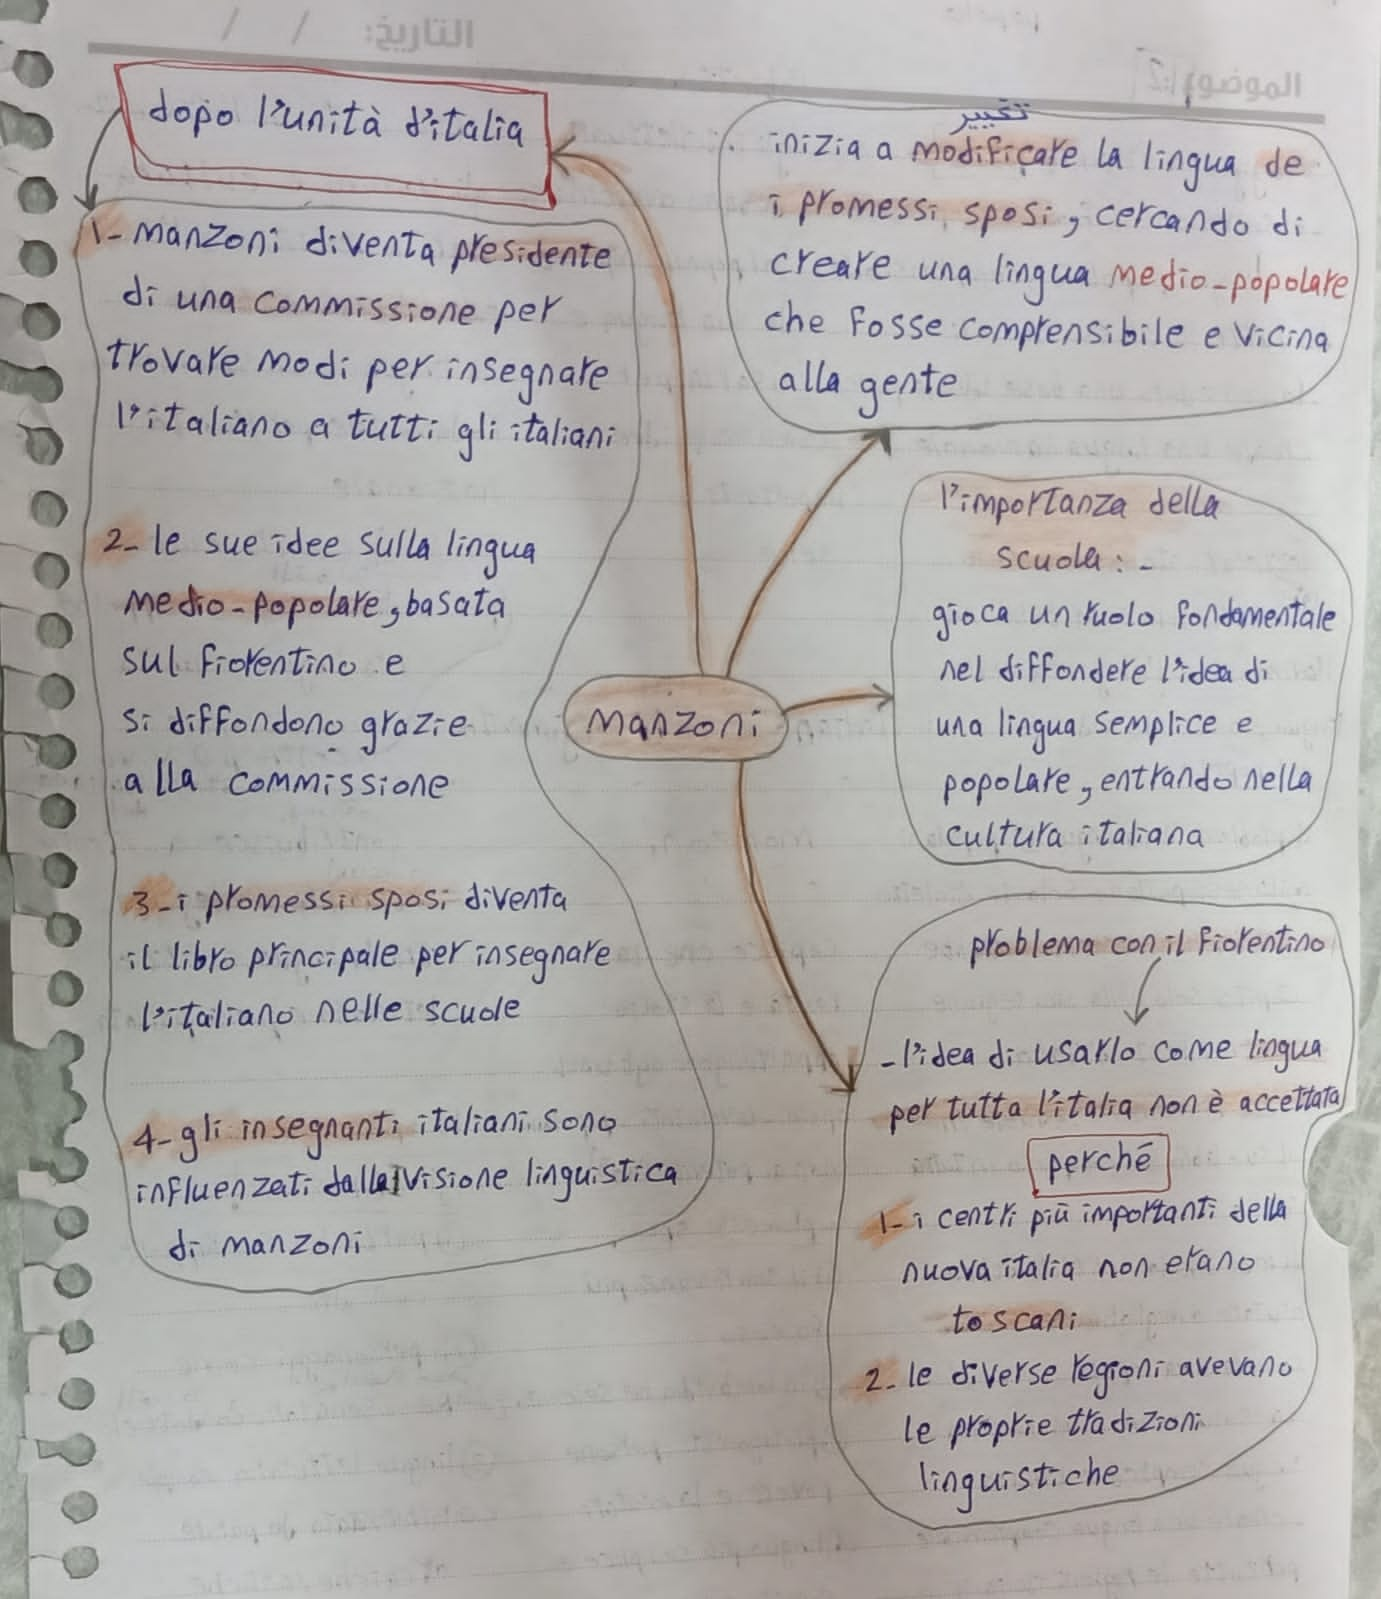 التاريخ: / /
الموضوع
dopo l'unità d'italia
1- manzoni diventa presidente
di una commissione per
trovare modi per insegnare
l'italiano a tutti gli italiani
2- le sue idee sulla lingua
medio-popolare, basata
sul fiorentino e
si diffondono grazie
alla commissione
3- i promessi sposi diventa
il libro principale per insegnare
l'italiano nelle scuole
4- gli insegnanti italiani sono
influenzati dalla visione linguistica
di manzoni
manzoni
تغيير
inizia a modificare la lingua de
i promessi sposi, cercando di
creare una lingua medio-popolare
che fosse comprensibile e vicina
alla gente
l'importanza della
scuola:-
gioca un ruolo fondamentale
nel diffondere l'idea di
una lingua semplice e
popolare, entrando nella
cultura italiana
problema con il fiorentino
- l'idea di usarlo come lingua
per tutta l'italia non è accettata
perché
1- i centri più importanti della
nuova italia non erano
toscani
2- le diverse regioni avevano
le proprie tradizioni
linguistiche